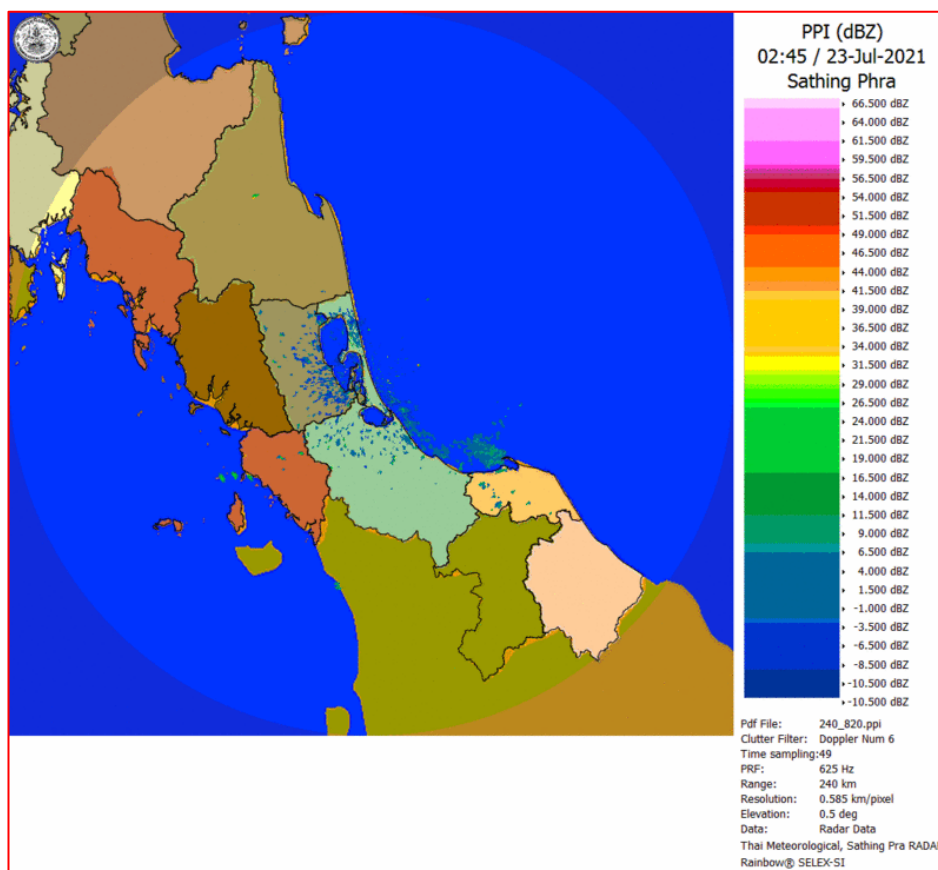 PPI (dBZ)
02:45 / 23-Jul-2021
Sathing Phra
66.500 dBZ
64.000 dBZ
61.500 dBZ
59.500 dBZ
56.500 dBZ
54.000 dBZ
51.500 dBZ
49.000 dBZ
46.500 dBZ
44.000 dBZ
41.500 dBZ
39.000 dBZ
36.500 dBZ
34.000 dBZ
31.500 dBZ
29.000 dBZ
26.500 dBZ
24.000 dBZ
21.500 dBZ
19.000 dBZ
16.500 dBZ
14.000 dBZ
11.500 dBZ
9.000 dBZ
6.500 dBZ
4.000 dBZ
1.500 dBZ
-1.000 dBZ
-3.500 dBZ
-6.500 dBZ
-8.500 dBZ
-10.500 dBZ
-10.500 dBZ
Pdf File: 240_820.ppi
Clutter Filter: Doppler Num 6
Time sampling:49
PRF: 625 Hz
Range: 240 km
Resolution: 0.585 km/pixel
Elevation: 0.5 deg
Data: Radar Data
Thai Meteorological, Sathing Pra RADA
Rainbow® SELEX-SI